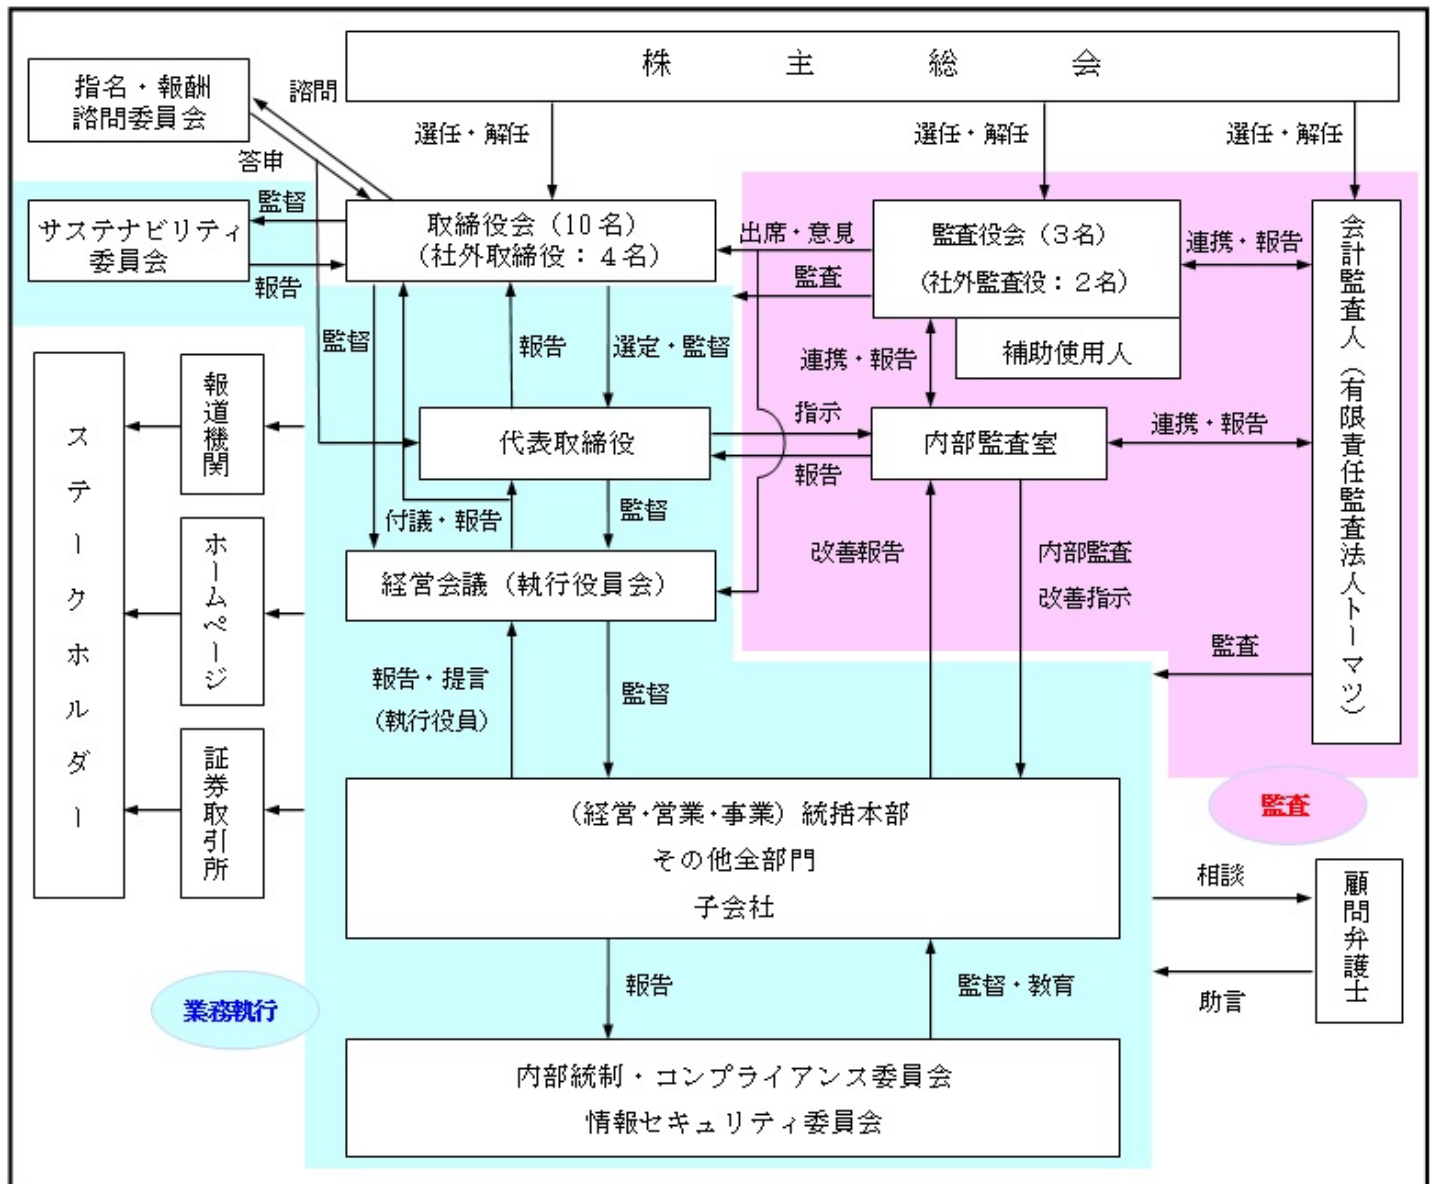 株主総会
指名・報酬
諮問委員会
諮問
答申
選任・解任
選任・解任
選任・解任
サステナビリティ
委員会
監督
報告
取締役会（10名）
（社外取締役：4名）
出席・意見
監査
監査役会（3名）
（社外監査役：2名）
補助使用人
連携・報告
会計監査人（有限責任監査法人トーマツ）
監督
報告
選定・監督
連携・報告
代表取締役
指示
報告
内部監査室
連携・報告
付議・報告
監督
改善報告
内部監査
改善指示
経営会議（執行役員会）
監査
報告・提言
（執行役員）
監督
ステークホルダー
報道機関
ホームページ
証券取引所
（経営・営業・事業）統括本部
その他全部門
子会社
監査
相談
助言
顧問弁護士
業務執行
報告
監督・教育
内部統制・コンプライアンス委員会
情報セキュリティ委員会